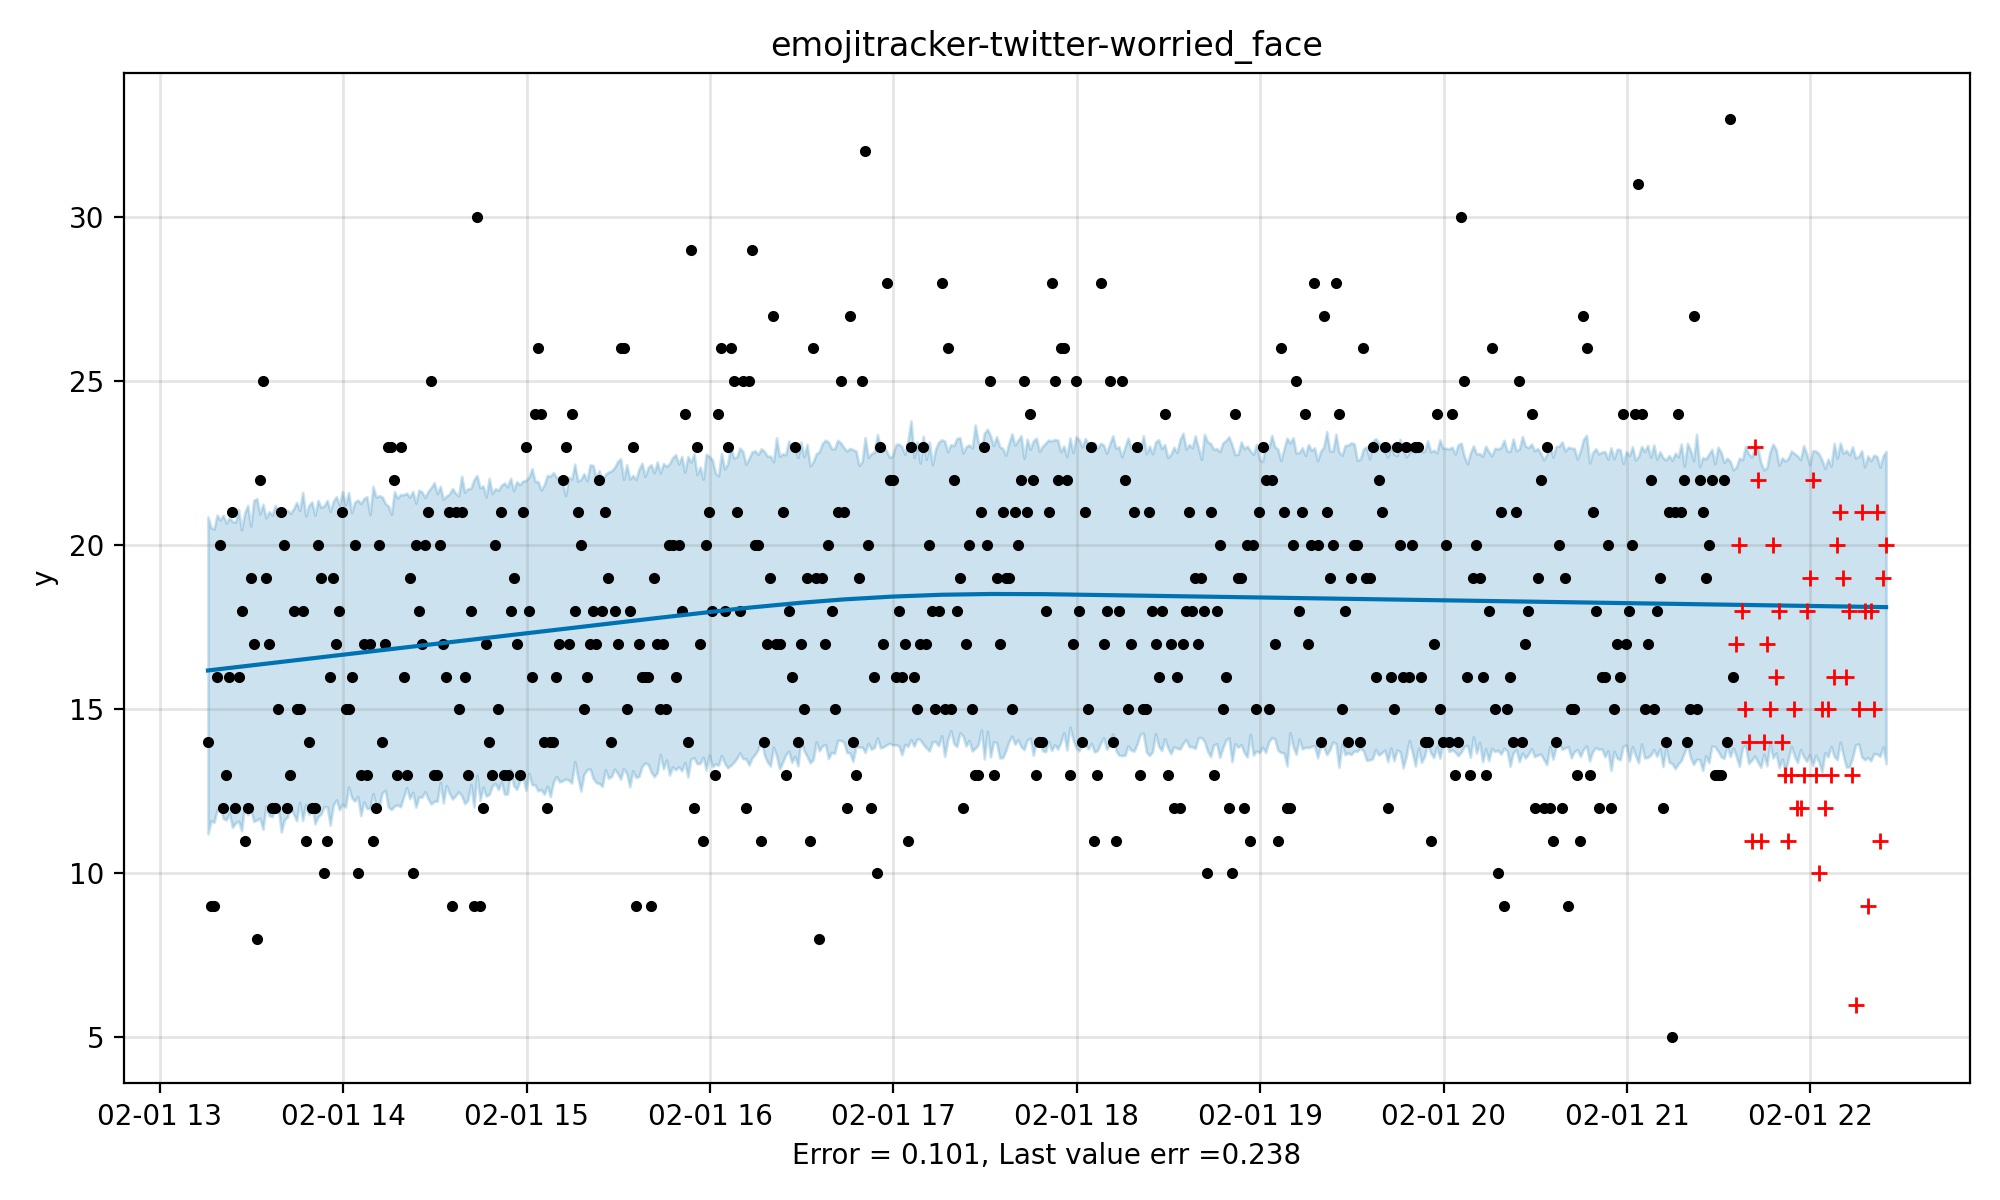 emojitracker-twitter-worried_face
y
30
25
20
15
10
5
02-01 13 02-01 14 02-01 15 02-01 16 02-01 17 02-01 18 02-01 19 02-01 20 02-01 21 02-01 22
Error = 0.101, Last value err =0.238